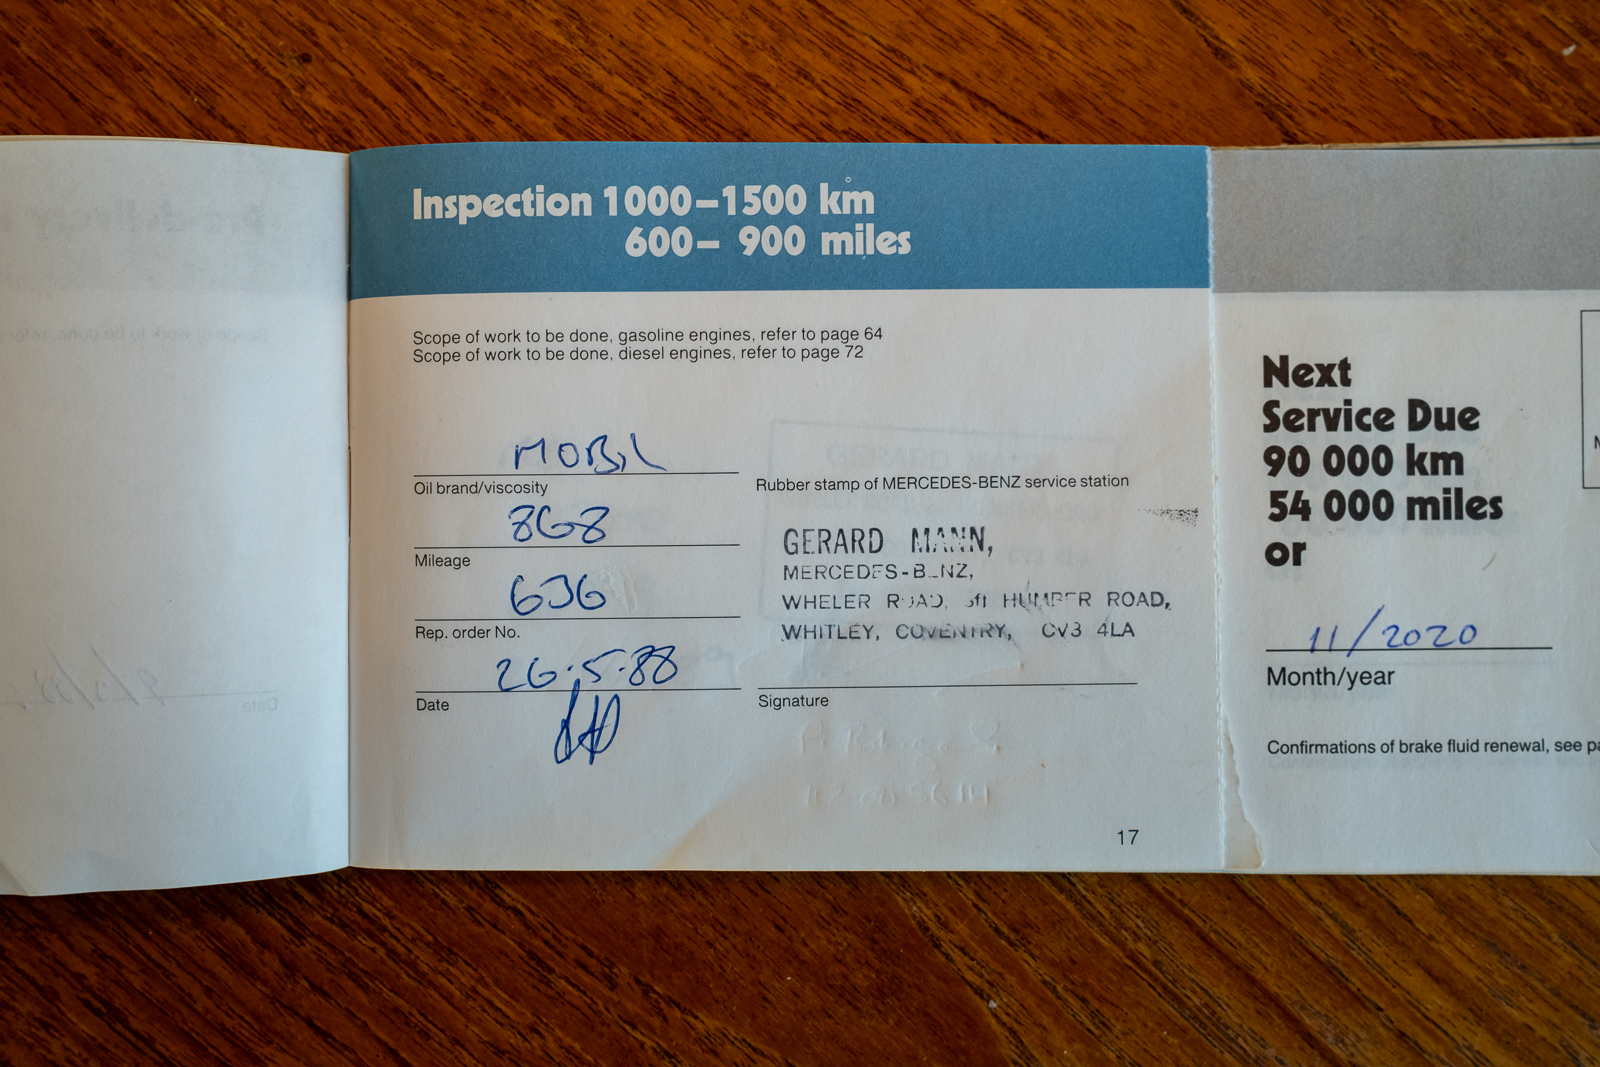 Inspection 1000–1500 km
600– 900 miles
Scope of work to be done, gasoline engines, refer to page 64
Scope of work to be done, diesel engines, refer to page 72
MOBIL
Oil brand/viscosity
868
Mileage
636
Rep. order No.
26·5·88
Date
Rubber stamp of MERCEDES-BENZ service station
GERARD MANN,
MERCEDES-BENZ,
WHELER ROAD, off HUMBER ROAD,
WHITLEY, COVENTRY, CV3 4LA
Signature
17
Next
Service Due
90 000 km
54 000 miles
or
11/2020
Month/year
Confirmations of brake fluid renewal, see